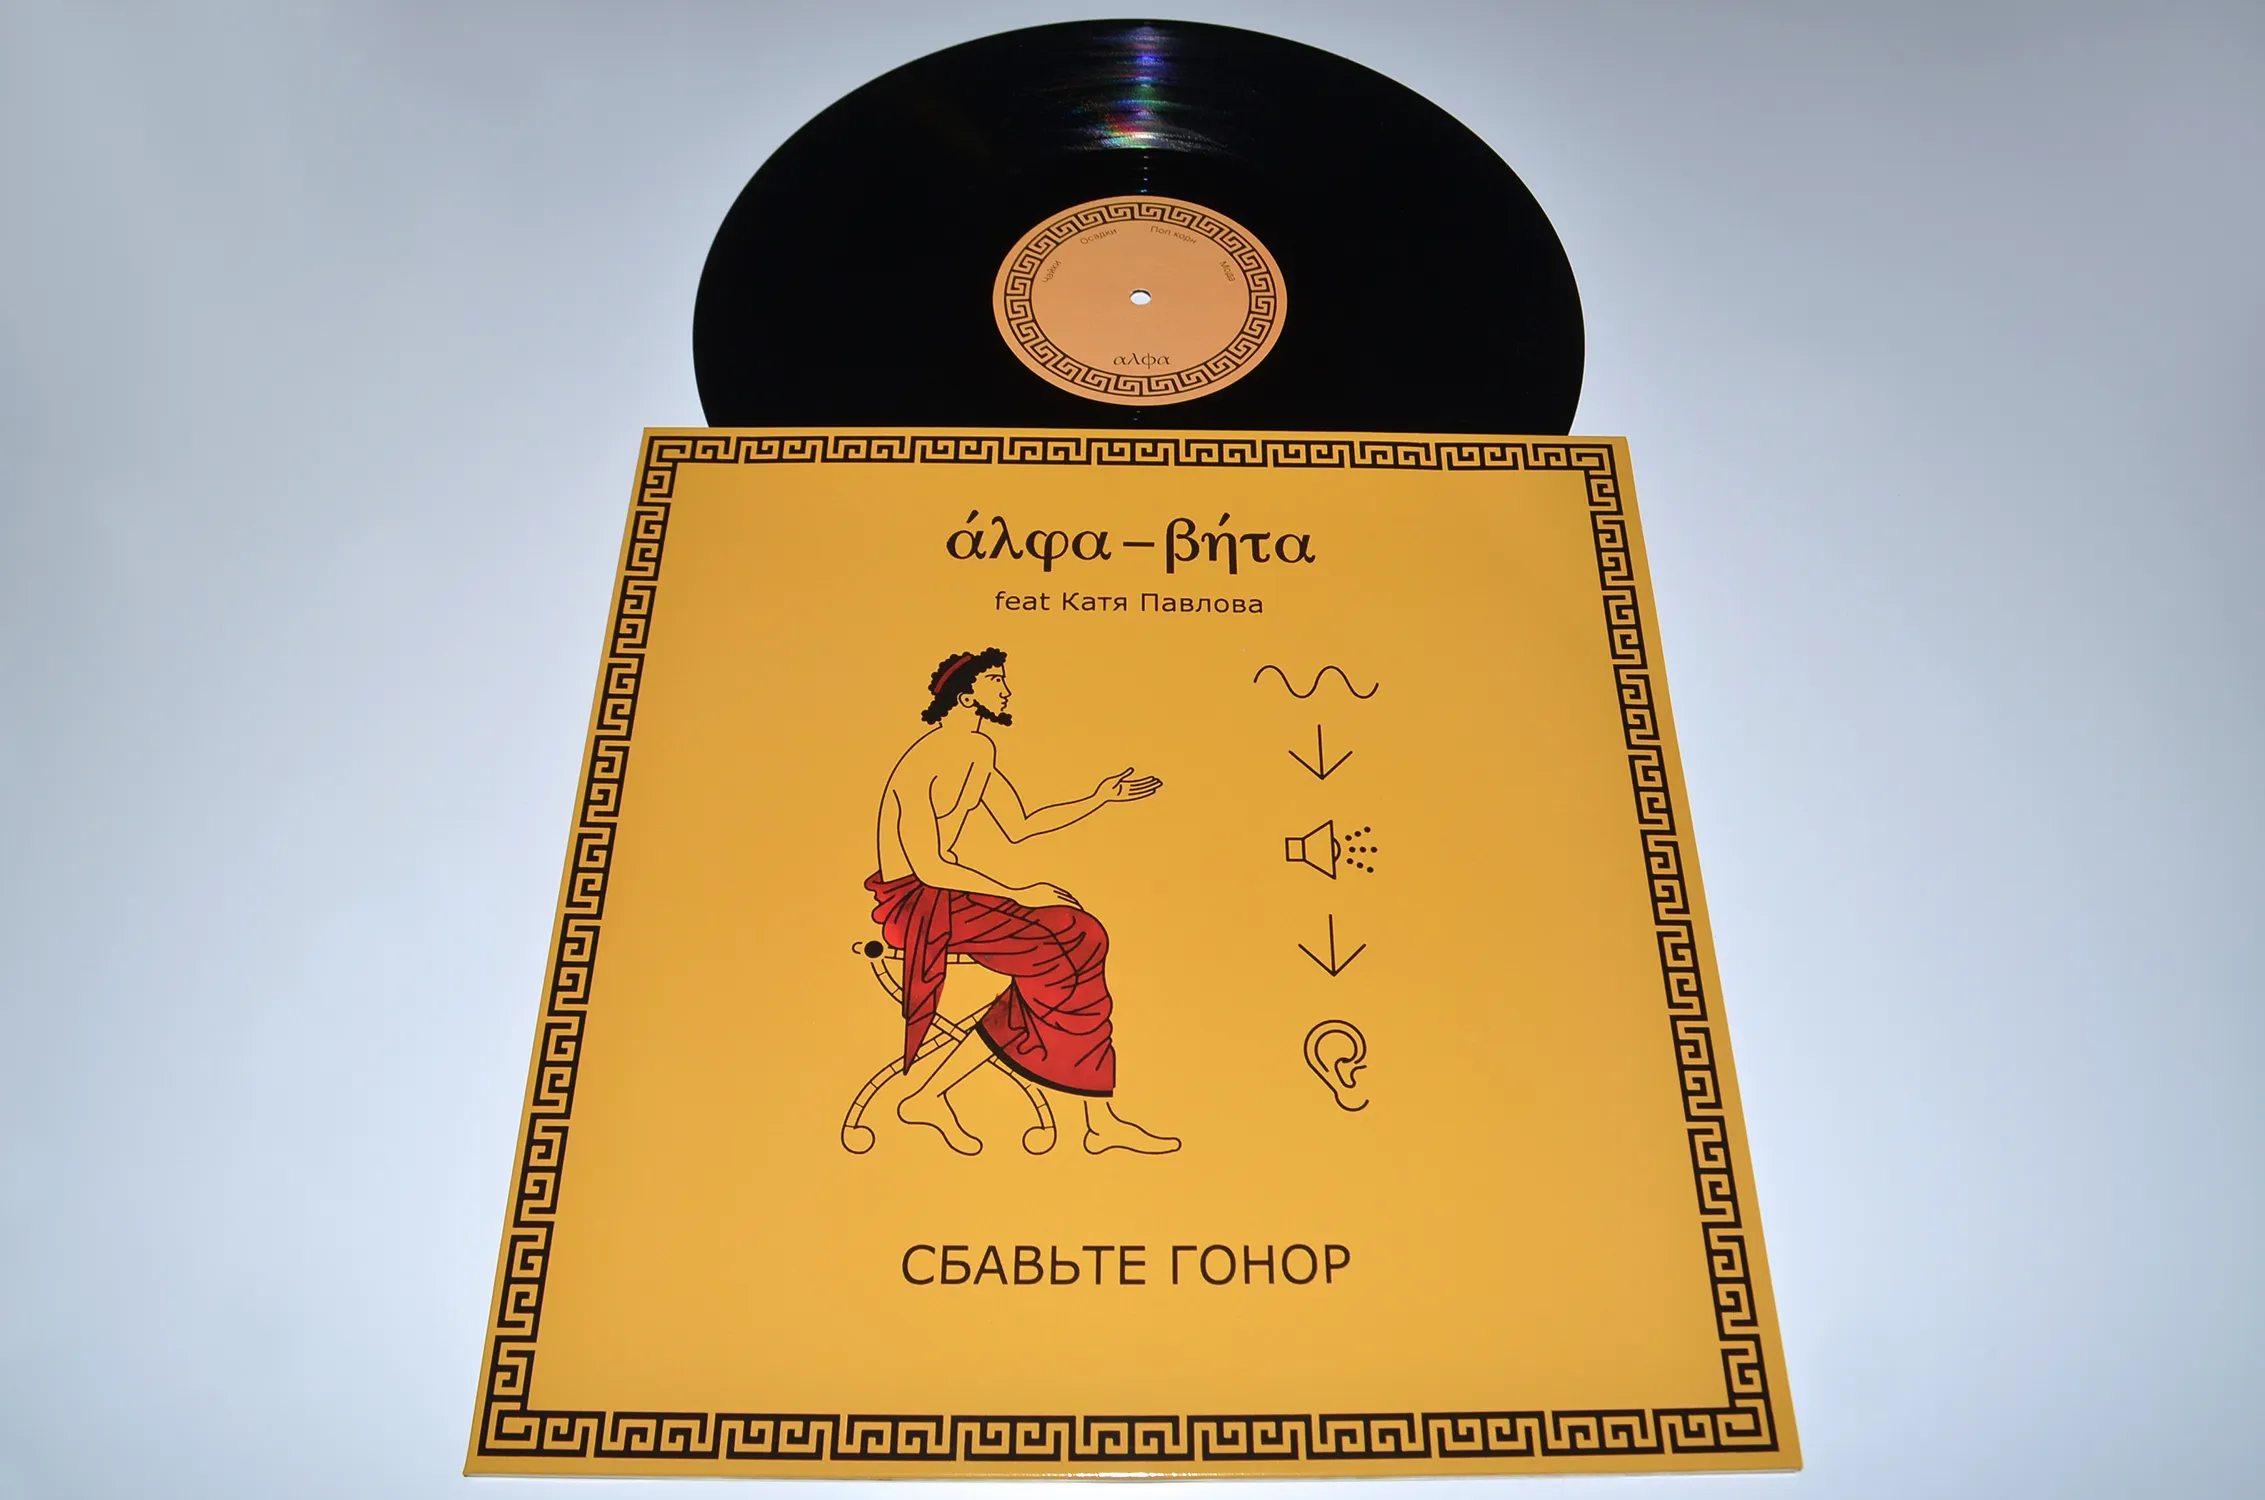 Чайки
Осадки
Поп корн
Мода
αλφα
άλφα – βήτα
feat Катя Павлова
СБАВЬТЕ ГОНОР